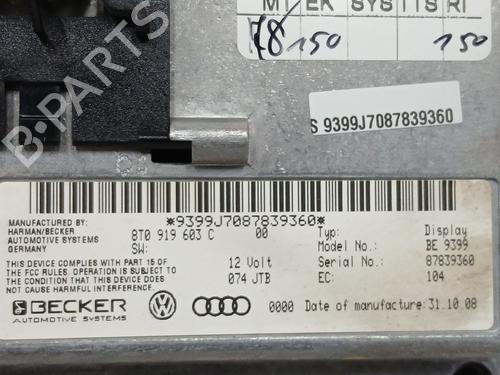 MT EK SYS TTS RI
78 150 150
S 9399J7087839360
*9399J7087839360*
MANUFACTURED BY:
HARMAN/BECKER
AUTOMOTIVE SYSTEMS
GERMANY
8T0 919 603 C 00
SW:
Typ: Display
Model No.: BE 9399
THIS DEVICE COMPLIES WITH PART 15 OF
THE FCC RULES. OPERATION IS SUBJECT TO
THE CONDITION THAT THIS DEVICE DOES
NOT CAUSE HARMFUL INTERFERENCE
12 Volt
074 JTB
Serial No.: 87839360
EC: 104
BECKER
AUTOMOTIVE SYSTEMS
0000 Date of manufacture: 31.10.08
B-PARTS